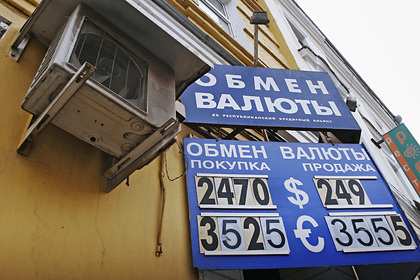 ОБМЕН
ВАЛЮТЫ
ОБМЕН ВАЛЮТЫ
ПОКУПКА ПРОДАЖА
2470 $ 249
3525 € 3555